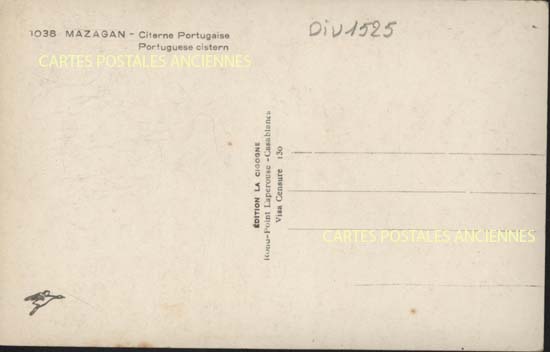 1038 MAZAGAN - Citerne Portugaise
Portuguese cistern
DIV1525
CARTES POSTALES ANCIENNES
ÉDITION LA CIGOGNE
Rond-Point Laperouse - Casablanca
Visa Censure 130
CARTES POSTALES ANCIENNES